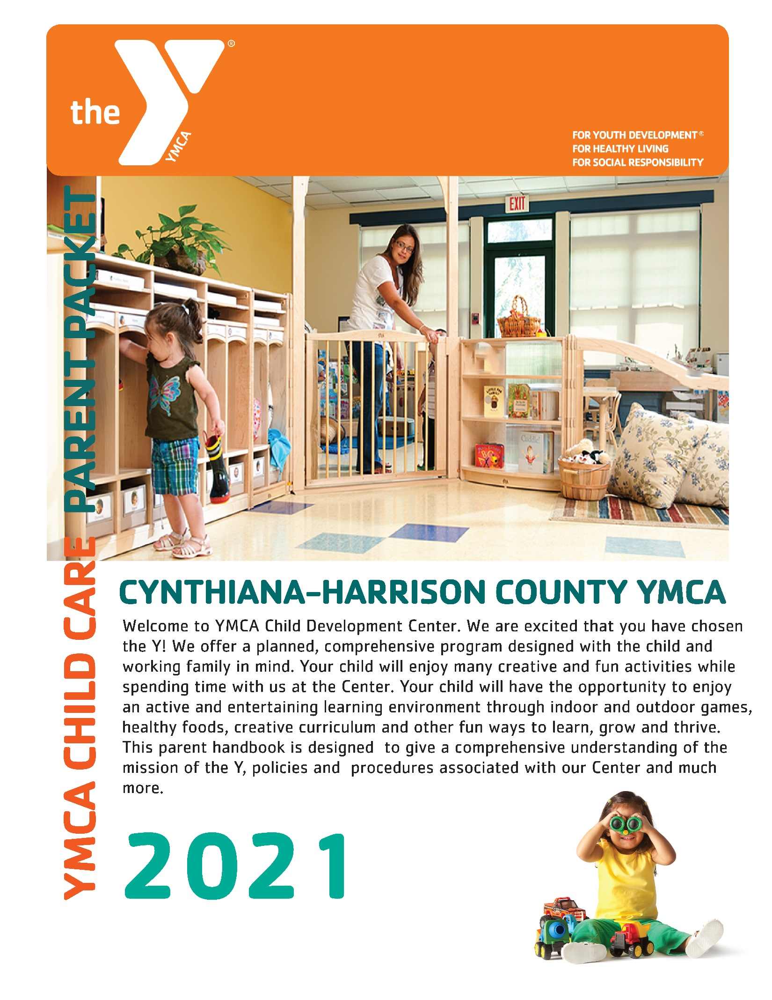 the
YMCA
®
FOR YOUTH DEVELOPMENT®
FOR HEALTHY LIVING
FOR SOCIAL RESPONSIBILITY
YMCA CHILD CARE PARENT PACKET
EXIT
Cuddle!
CYNTHIANA-HARRISON COUNTY YMCA
Welcome to YMCA Child Development Center. We are excited that you have chosen
the Y! We offer a planned, comprehensive program designed with the child and
working family in mind. Your child will enjoy many creative and fun activities while
spending time with us at the Center. Your child will have the opportunity to enjoy
an active and entertaining learning environment through indoor and outdoor games,
healthy foods, creative curriculum and other fun ways to learn, grow and thrive.
This parent handbook is designed  to give a comprehensive understanding of the
mission of the Y, policies and  procedures associated with our Center and much
more.
2021